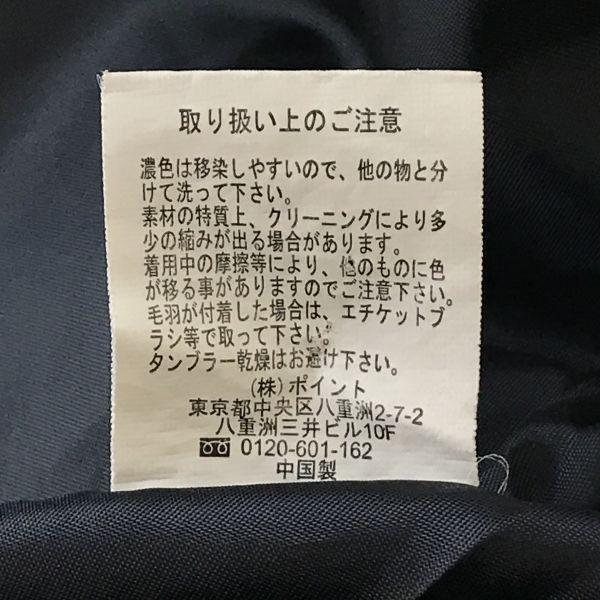 取り扱い上のご注意
濃色は移染しやすいので、他の物と分
けて洗って下さい。
素材の特質上、クリーニングにより多
少の縮みが出る場合があります。
着用中の摩擦等により、他のものに色
が移る事がありますのでご注意下さい。
毛羽が付着した場合は、エチケットブ
ラシ等で取って下さい。
タンブラー乾燥はお避け下さい。
(株)ポイント
東京都中央区八重洲2-7-2
八重洲三井ビル10F
0120-601-162
中国製